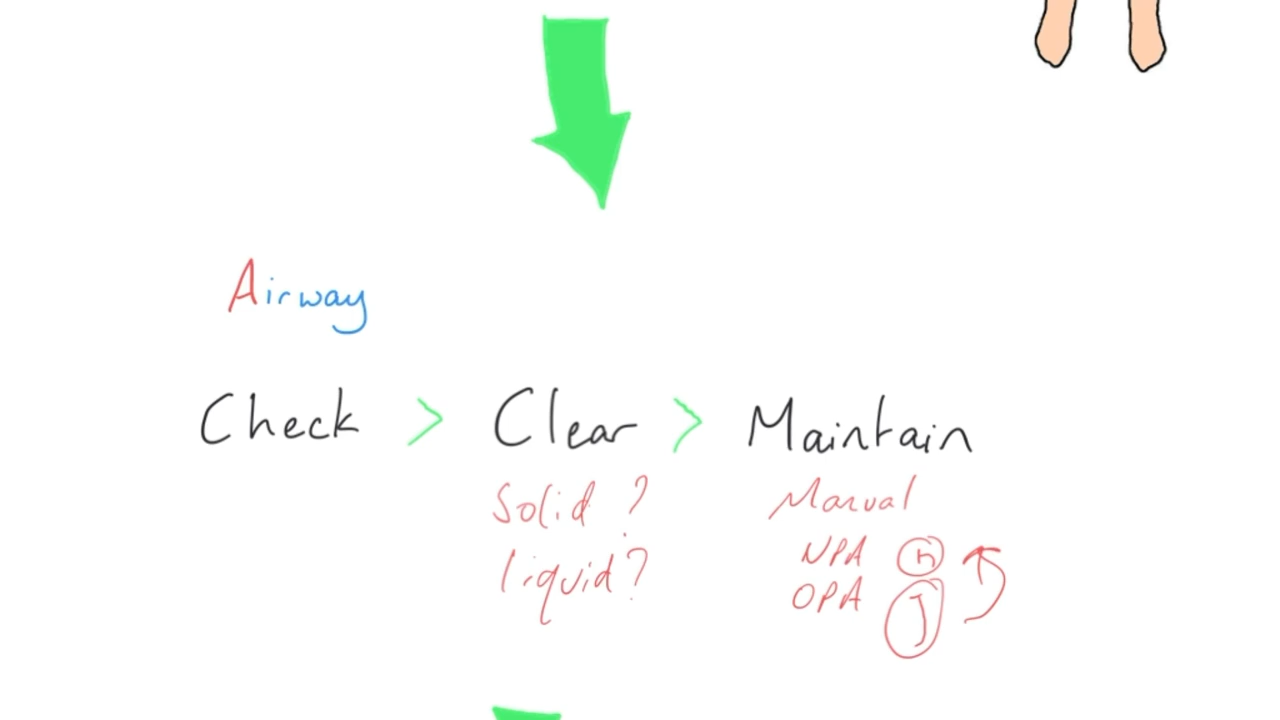 Airway
Check > Clear > Maintain
Solid ? Manual
liquid? NPA n
OPA J